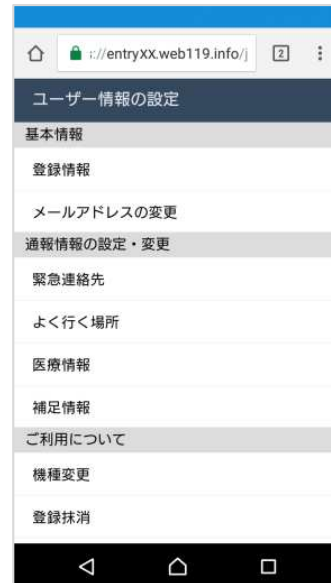 ://entryXX.web119.info/j
2
ユーザー情報の設定
基本情報
登録情報
メールアドレスの変更
通報情報の設定・変更
緊急連絡先
よく行く場所
医療情報
補足情報
ご利用について
機種変更
登録抹消